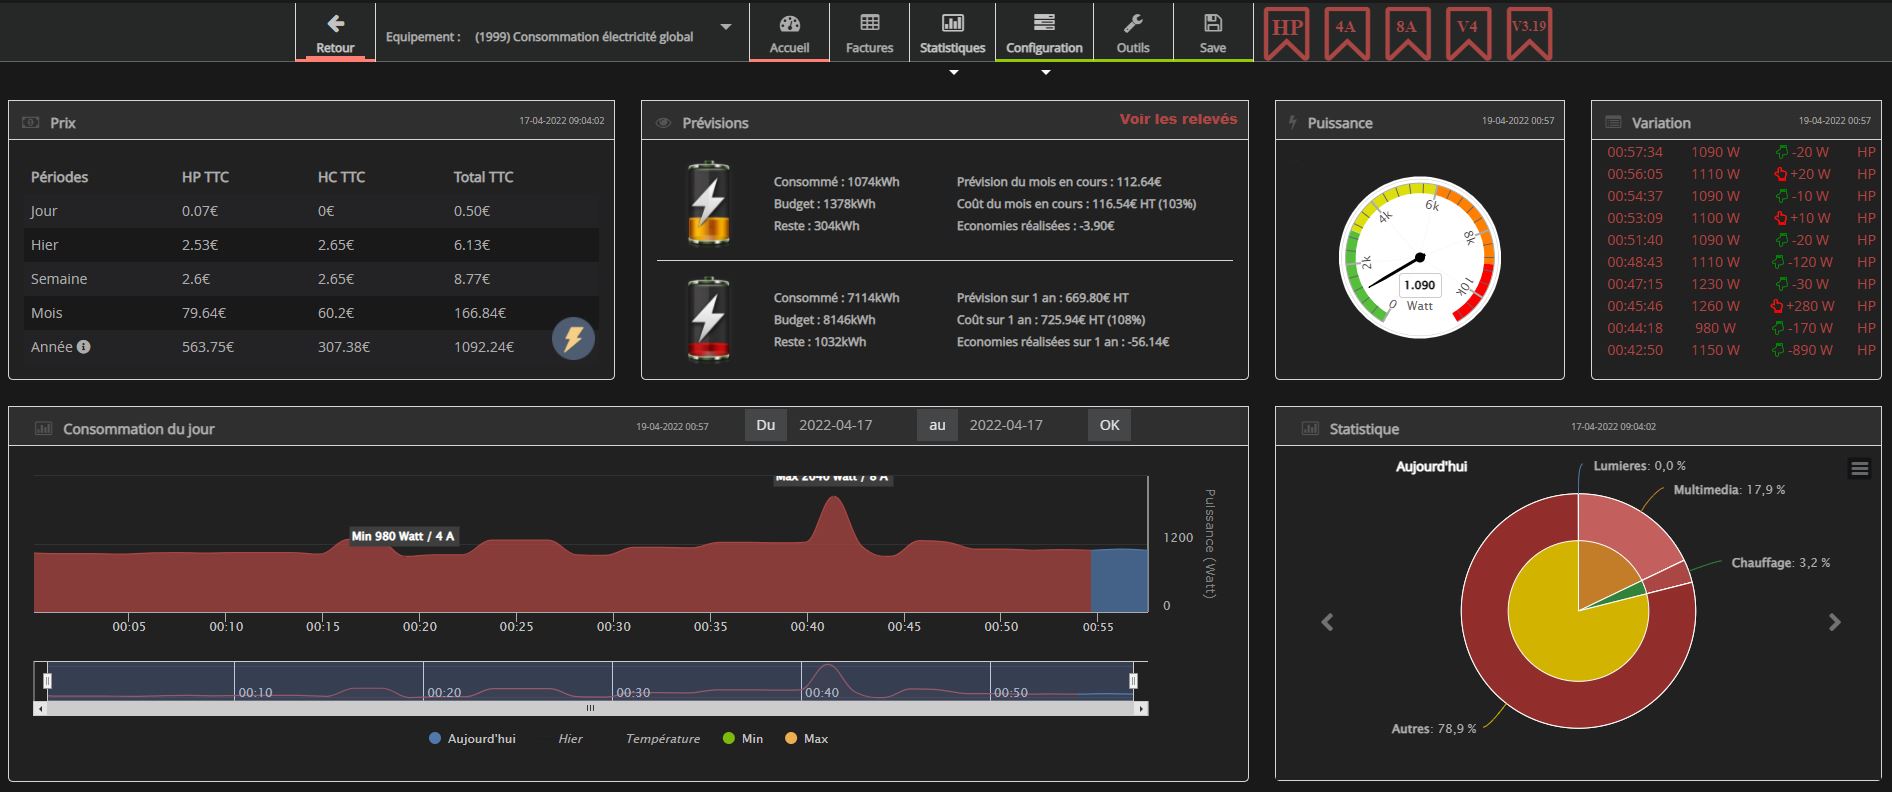 Retour
Equipement : (1999) Consommation électricité global
Accueil
Factures
Statistiques
Configuration
Outils
Save
HP
4A
8A
V4
V3.19
Prix 17-04-2022 09:04:02
Périodes HP TTC HC TTC Total TTC
Jour 0.07€ 0€ 0.50€
Hier 2.53€ 2.65€ 6.13€
Semaine 2.6€ 2.65€ 8.77€
Mois 79.64€ 60.2€ 166.84€
Année 563.75€ 307.38€ 1092.24€
Prévisions Voir les relevés
Consommé : 1074kWh Prévision du mois en cours : 112.64€
Budget : 1378kWh Coût du mois en cours : 116.54€ HT (103%)
Reste : 304kWh Economies réalisées : -3.90€
Consommé : 7114kWh Prévision sur 1 an : 669.80€ HT
Budget : 8146kWh Coût sur 1 an : 725.94€ HT (108%)
Reste : 1032kWh Economies réalisées sur 1 an : -56.14€
Puissance 19-04-2022 00:57
0
2k
4k
6k
8k
10k
1.090
Watt
Variation 19-04-2022 00:57
00:57:34 1090 W -20 W HP
00:56:05 1110 W +20 W HP
00:54:37 1090 W -10 W HP
00:53:09 1100 W +10 W HP
00:51:40 1090 W -20 W HP
00:48:43 1110 W -120 W HP
00:47:15 1230 W -30 W HP
00:45:46 1260 W +280 W HP
00:44:18 980 W -170 W HP
00:42:50 1150 W -890 W HP
Consommation du jour 19-04-2022 00:57 Du 2022-04-17 au 2022-04-17 OK
Max 2040 Watt / 8 A
Min 980 Watt / 4 A
1200
0
Puissance (Watt)
00:05 00:10 00:15 00:20 00:25 00:30 00:35 00:40 00:45 00:50 00:55
00:10 00:20 00:30 00:40 00:50
Aujourd'hui Hier Température Min Max
Statistique 17-04-2022 09:04:02
Aujourd'hui
Lumieres: 0,0 %
Multimedia: 17,9 %
Chauffage: 3,2 %
Autres: 78,9 %